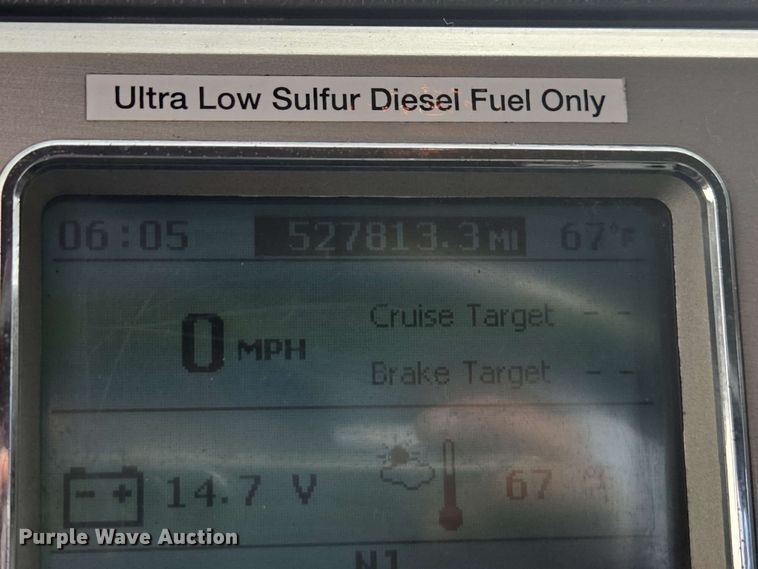 Ultra Low Sulfur Diesel Fuel Only
06:05 527813.3 MI 67°F
0 MPH
Cruise Target - -
Brake Target - -
14.7 V 67 °F
N1
Purple Wave Auction